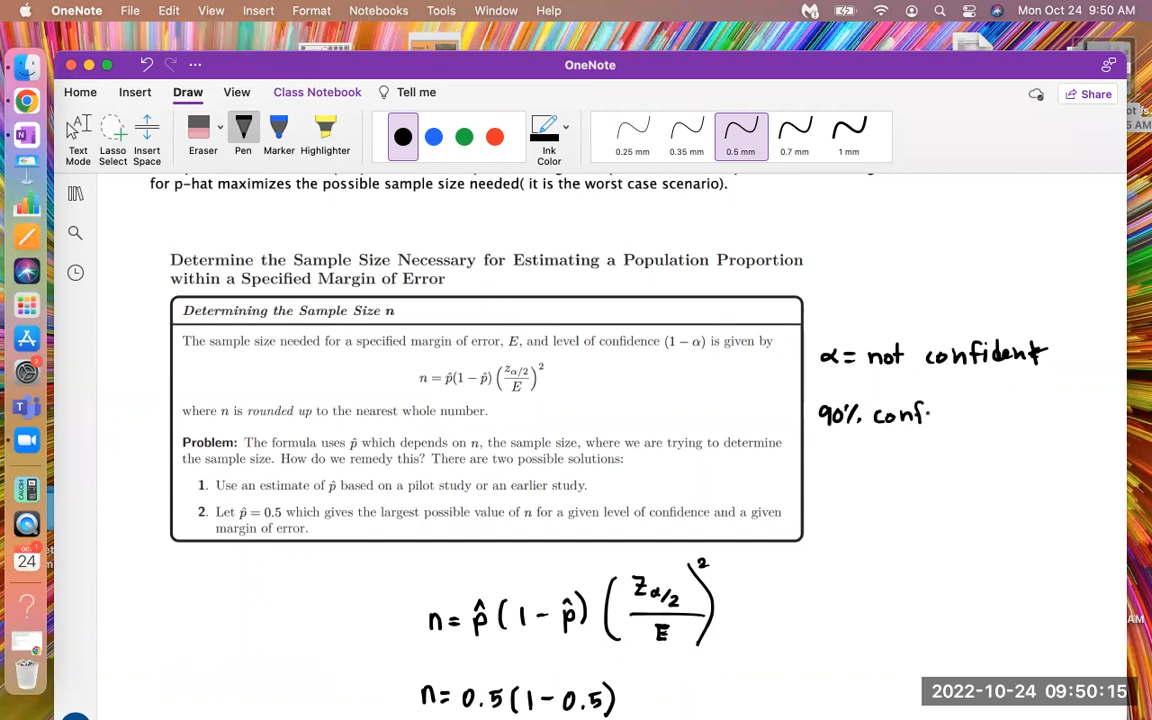 OneNote File Edit View Insert Format Notebooks Tools Window Help Mon Oct 24 9:50 AM
OneNote
Home Insert Draw View Class Notebook Tell me Share
Text Mode Lasso Select Insert Space Eraser Pen Marker Highlighter Ink Color 0.25 mm 0.35 mm 0.5 mm 0.7 mm 1 mm
for p-hat maximizes the possible sample size needed( it is the worst case scenario).
Determine the Sample Size Necessary for Estimating a Population Proportion
within a Specified Margin of Error
Determining the Sample Size n
The sample size needed for a specified margin of error, E, and level of confidence (1 − α) is given by
n = p̂(1 − p̂) (z_{α/2} / E)^2
where n is rounded up to the nearest whole number.
Problem: The formula uses p̂ which depends on n, the sample size, where we are trying to determine
the sample size. How do we remedy this? There are two possible solutions:
1. Use an estimate of p̂ based on a pilot study or an earlier study.
2. Let p̂ = 0.5 which gives the largest possible value of n for a given level of confidence and a given
margin of error.
α = not confident
90% conf
n = p̂ (1 − p̂) (Z_{α/2} / E)^2
n = 0.5 (1 − 0.5)
2022-10-24 09:50:15